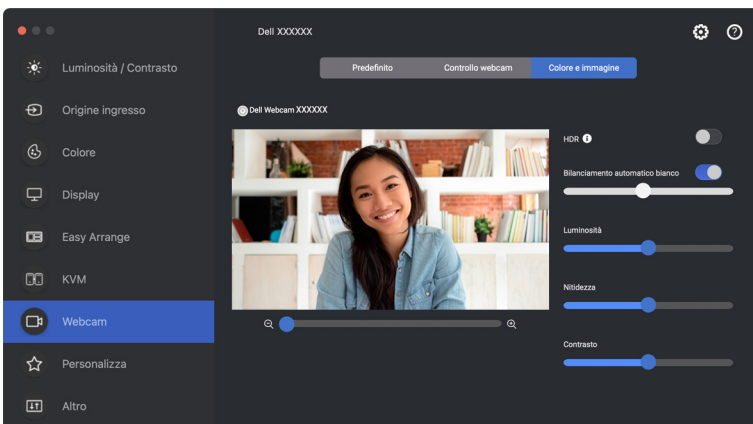 Dell XXXXXX
Luminosità / Contrasto
Origine ingresso
Colore
Display
Easy Arrange
KVM
Webcam
Personalizza
Altro
Predefinito
Controllo webcam
Colore e immagine
Dell Webcam XXXXXX
HDR
Bilanciamento automatico bianco
Luminosità
Nitidezza
Contrasto